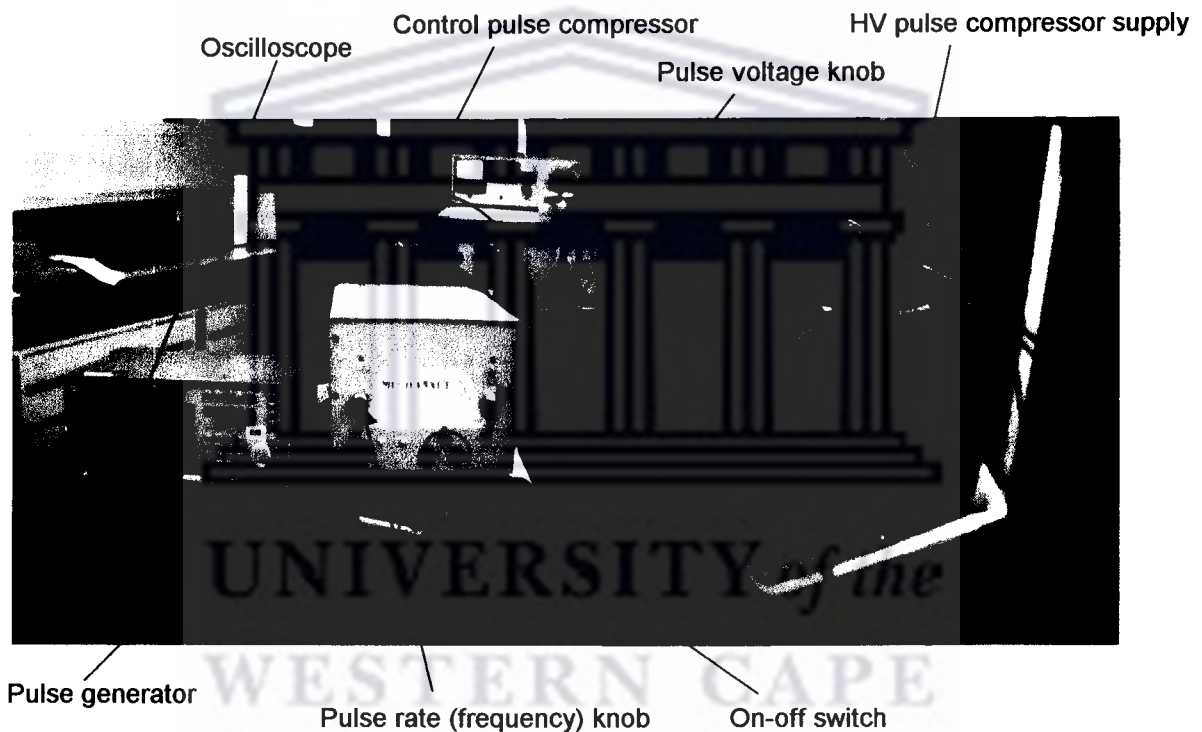 Control pulse compressor
HV pulse compressor supply
Oscilloscope
Pulse voltage knob
UNIVERSITY of the
WESTERN CAPE
Pulse generator
Pulse rate (frequency) knob
On-off switch